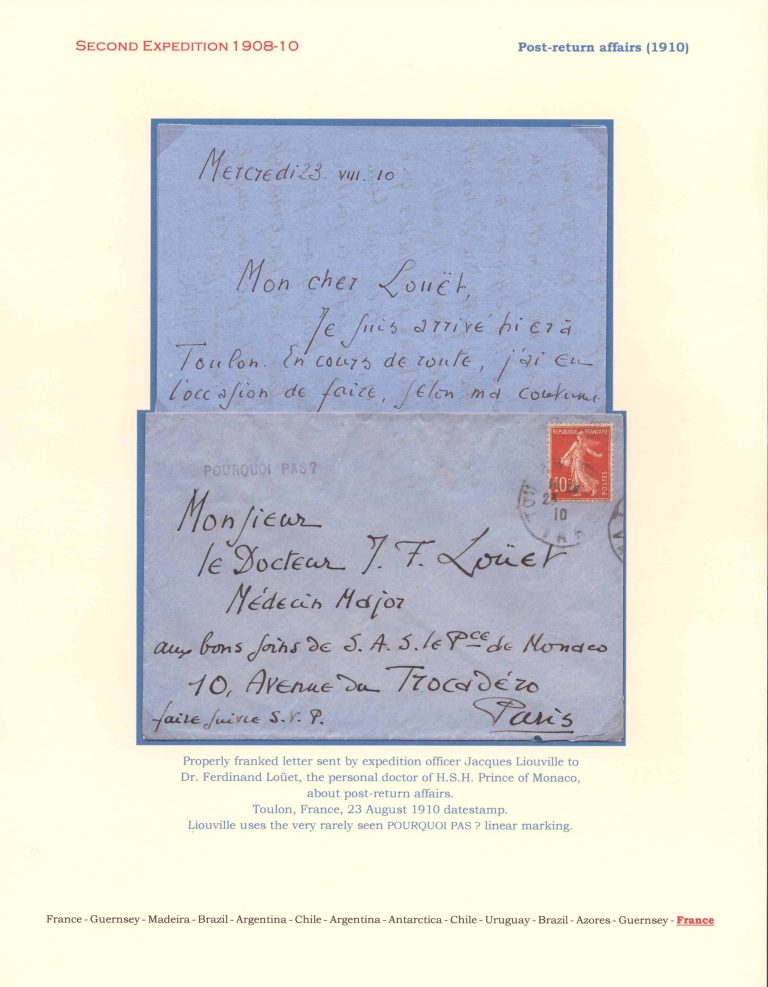 SECOND EXPEDITION 1908-10
Post-return affairs (1910)
Mercredi 23. VIII. 10
Mon cher Louët,
Je suis arrivé hier à
Toulon. En cours de route, j'ai eu
l'occasion de faire, selon ma coutume
POURQUOI PAS?
REPUBLIQUE FRANÇAISE
10c
POSTES
23
10
VAR
Monsieur
le Docteur J. F. Louët
Médecin Major
aux bons soins de S. A. S. le Pce de Monaco
10, Avenue du Trocadéro
Paris
faire suivre S.V.P.
Properly franked letter sent by expedition officer Jacques Liouville to
Dr. Ferdinand Loüet, the personal doctor of H.S.H. Prince of Monaco,
about post-return affairs.
Toulon, France, 23 August 1910 datestamp.
Liouville uses the very rarely seen POURQUOI PAS ? linear marking.
France - Guernsey - Madeira - Brazil - Argentina - Chile - Argentina - Antarctica - Chile - Uruguay - Brazil - Azores - Guernsey - France